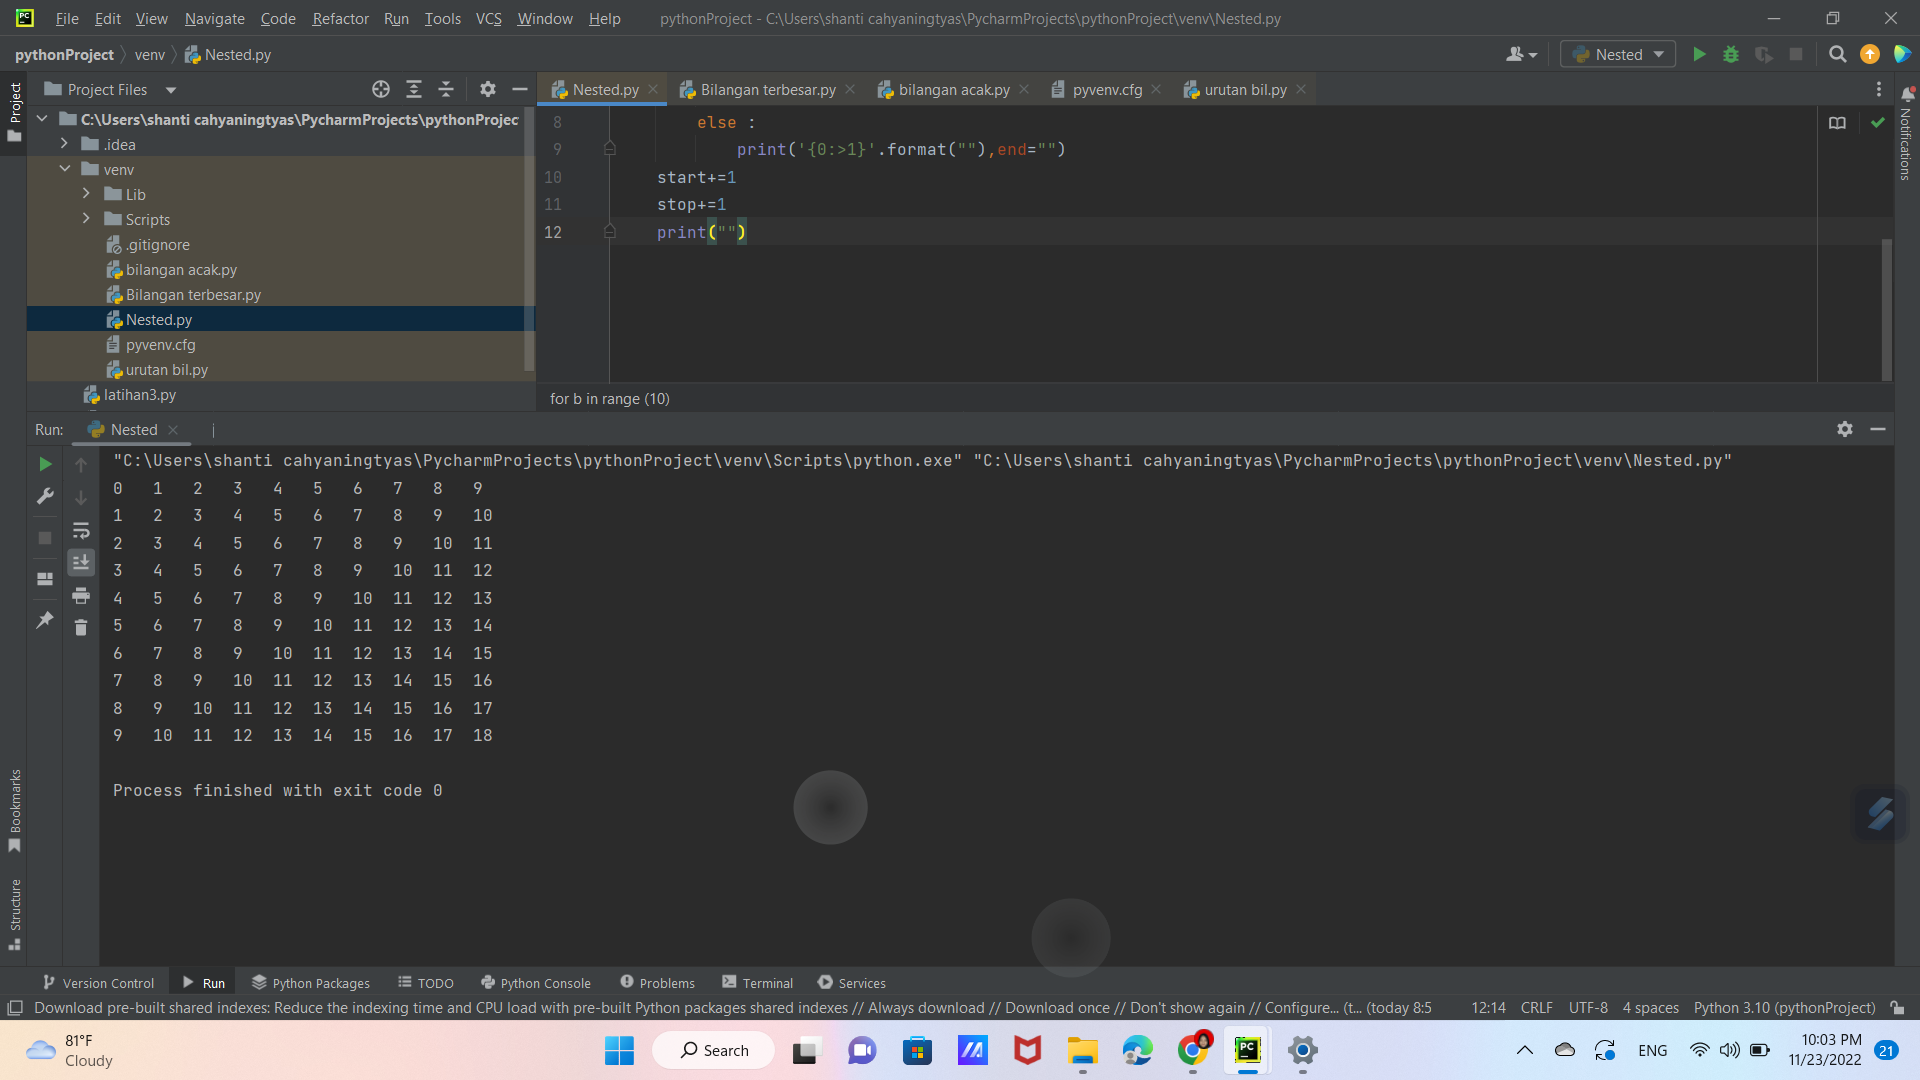 PC File Edit View Navigate Code Refactor Run Tools VCS Window Help pythonProject - C:\Users\shanti cahyaningtyas\PycharmProjects\pythonProject\venv\Nested.py
pythonProject venv Nested.py Nested
Project
Project Files
Nested.py Bilangan terbesar.py bilangan acak.py pyvenv.cfg urutan bil.py
Notifications
C:\Users\shanti cahyaningtyas\PycharmProjects\pythonProjec
.idea
venv
Lib
Scripts
.gitignore
bilangan acak.py
Bilangan terbesar.py
Nested.py
pyvenv.cfg
urutan bil.py
latihan3.py
8 else :
9 print('{0:>1}'.format(""),end="")
10 start+=1
11 stop+=1
12 print("")
for b in range (10)
Run: Nested
"C:\Users\shanti cahyaningtyas\PycharmProjects\pythonProject\venv\Scripts\python.exe" "C:\Users\shanti cahyaningtyas\PycharmProjects\pythonProject\venv\Nested.py"
0 1 2 3 4 5 6 7 8 9
1 2 3 4 5 6 7 8 9 10
2 3 4 5 6 7 8 9 10 11
3 4 5 6 7 8 9 10 11 12
4 5 6 7 8 9 10 11 12 13
5 6 7 8 9 10 11 12 13 14
6 7 8 9 10 11 12 13 14 15
7 8 9 10 11 12 13 14 15 16
8 9 10 11 12 13 14 15 16 17
9 10 11 12 13 14 15 16 17 18
Process finished with exit code 0
Bookmarks
Structure
Version Control Run Python Packages TODO Python Console Problems Terminal Services
Download pre-built shared indexes: Reduce the indexing time and CPU load with pre-built Python packages shared indexes // Always download // Download once // Don't show again // Configure... (t... (today 8:5 12:14 CRLF UTF-8 4 spaces Python 3.10 (pythonProject)
81°F
Cloudy
Search
PC
ENG
10:03 PM
11/23/2022
21